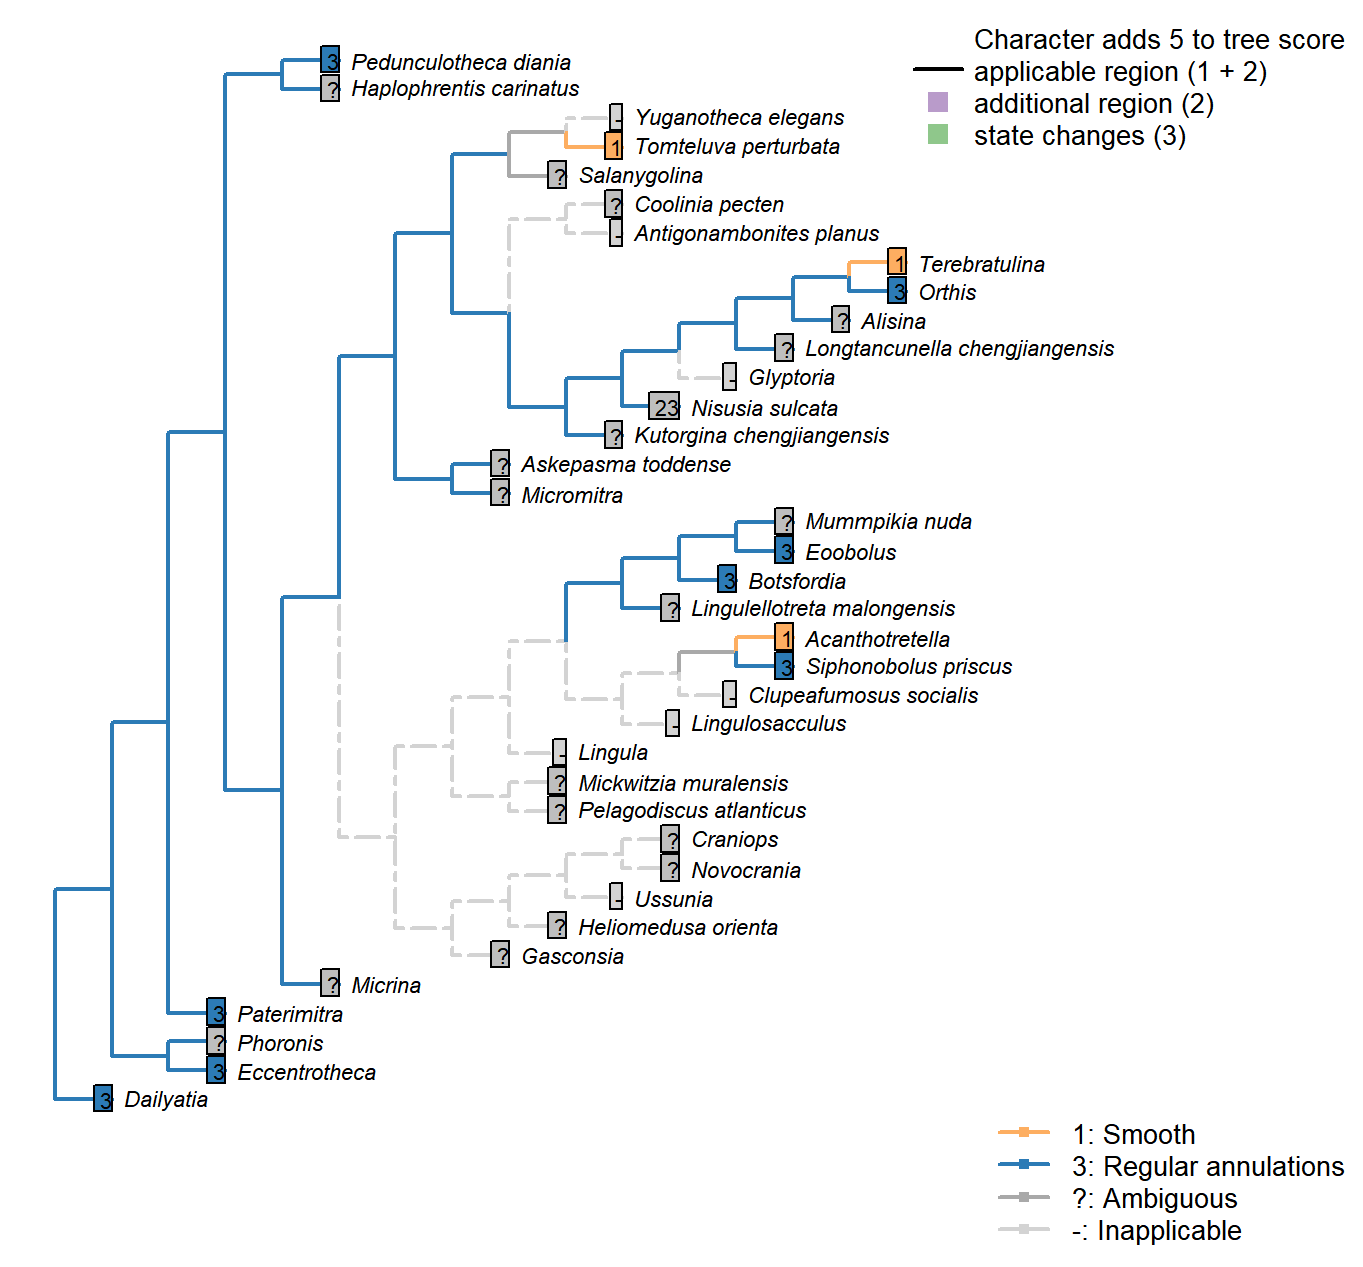 Character adds 5 to tree score
applicable region (1 + 2)
additional region (2)
state changes (3)
3 Pedunculotheca diania
? Haplophrentis carinatus
- Yuganotheca elegans
1 Tomteluva perturbata
? Salanygolina
? Coolinia pecten
- Antigonambonites planus
1 Terebratulina
3 Orthis
? Alisina
? Longtancunella chengjiangensis
- Glyptoria
23 Nisusia sulcata
? Kutorgina chengjiangensis
? Askepasma toddense
? Micromitra
? Mummpikia nuda
3 Eoobolus
3 Botsfordia
? Lingulellotreta malongensis
1 Acanthotretella
3 Siphonobolus priscus
- Clupeafumosus socialis
- Lingulosacculus
- Lingula
? Mickwitzia muralensis
? Pelagodiscus atlanticus
? Craniops
? Novocrania
- Ussunia
? Heliomedusa orienta
? Gasconsia
? Micrina
3 Paterimitra
? Phoronis
3 Eccentrotheca
3 Dailyatia
1: Smooth
3: Regular annulations
?: Ambiguous
-: Inapplicable